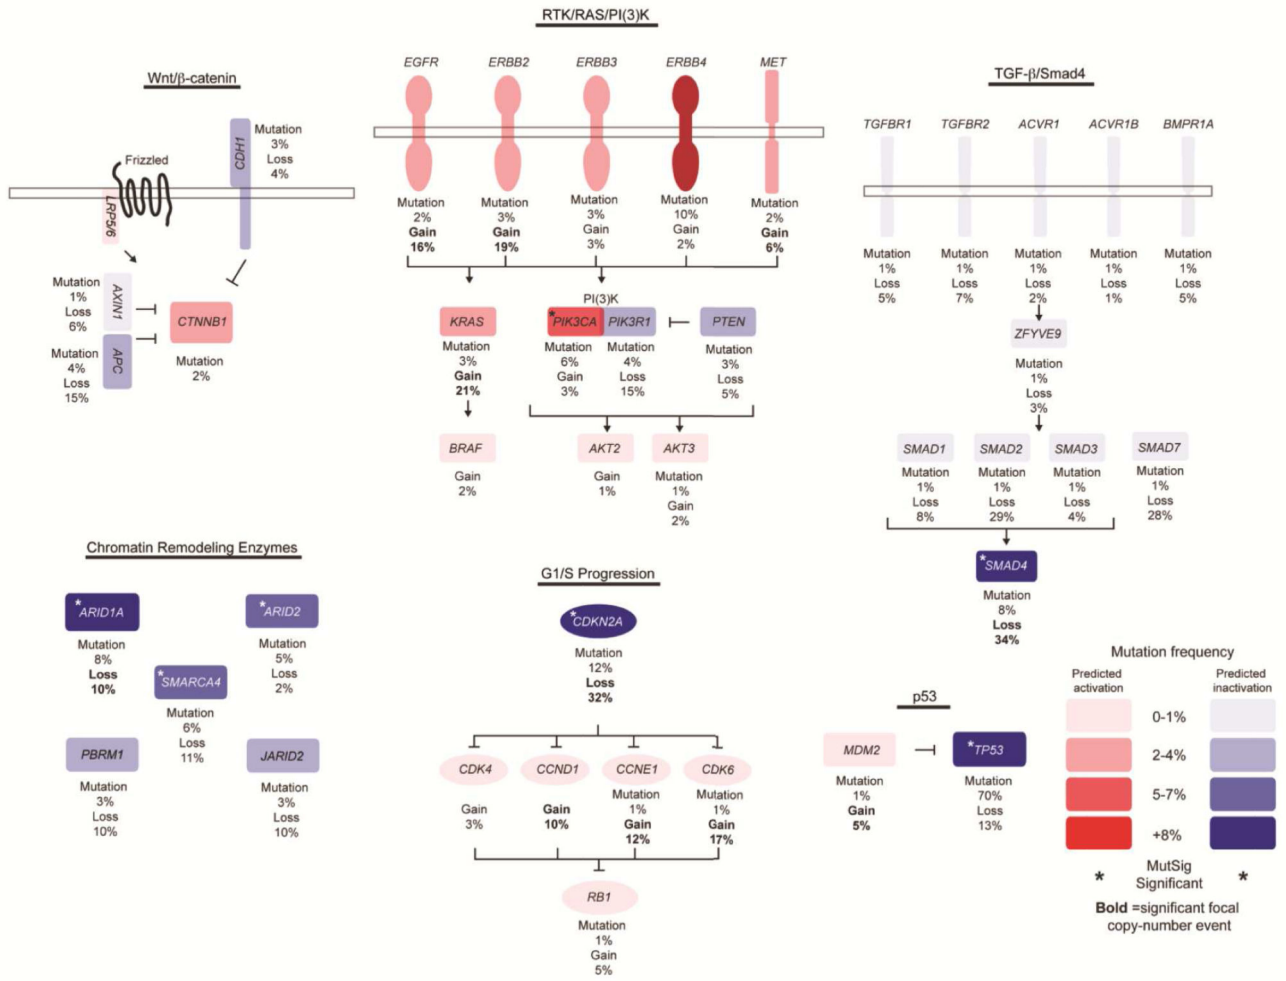 RTK/RAS/PI(3)K
EGFR
ERBB2
ERBB3
ERBB4
MET
Mutation
2%
Gain
16%
Mutation
3%
Gain
19%
Mutation
3%
Gain
3%
Mutation
10%
Gain
2%
Mutation
2%
Gain
6%
KRAS
Mutation
3%
Gain
21%
BRAF
Gain
2%
PI(3)K
*PIK3CA
Mutation
6%
Gain
3%
PIK3R1
Mutation
4%
Loss
15%
PTEN
Mutation
3%
Loss
5%
AKT2
Gain
1%
AKT3
Mutation
1%
Gain
2%
Wnt/β-catenin
Frizzled
LRP5/6
CDH1
Mutation
3%
Loss
4%
AXIN1
Mutation
1%
Loss
6%
APC
Mutation
4%
Loss
15%
CTNNB1
Mutation
2%
TGF-β/Smad4
TGFBR1
TGFBR2
ACVR1
ACVR1B
BMPR1A
Mutation
1%
Loss
5%
Mutation
1%
Loss
7%
Mutation
1%
Loss
2%
Mutation
1%
Loss
1%
Mutation
1%
Loss
5%
ZFYVE9
Mutation
1%
Loss
3%
SMAD1
Mutation
1%
Loss
8%
SMAD2
Mutation
1%
Loss
29%
SMAD3
Mutation
1%
Loss
4%
SMAD7
Mutation
1%
Loss
28%
*SMAD4
Mutation
8%
Loss
34%
Chromatin Remodeling Enzymes
*ARID1A
Mutation
8%
Loss
10%
*ARID2
Mutation
5%
Loss
2%
*SMARCA4
Mutation
6%
Loss
11%
PBRM1
Mutation
3%
Loss
10%
JARID2
Mutation
3%
Loss
10%
G1/S Progression
*CDKN2A
Mutation
12%
Loss
32%
CDK4
Gain
3%
CCND1
Gain
10%
CCNE1
Mutation
1%
Gain
12%
CDK6
Mutation
1%
Gain
17%
RB1
Mutation
1%
Gain
5%
p53
MDM2
Mutation
1%
Gain
5%
*TP53
Mutation
70%
Loss
13%
Mutation frequency
Predicted
activation
Predicted
inactivation
0-1%
2-4%
5-7%
+8%
* MutSig *
Significant
Bold =significant focal
copy-number event